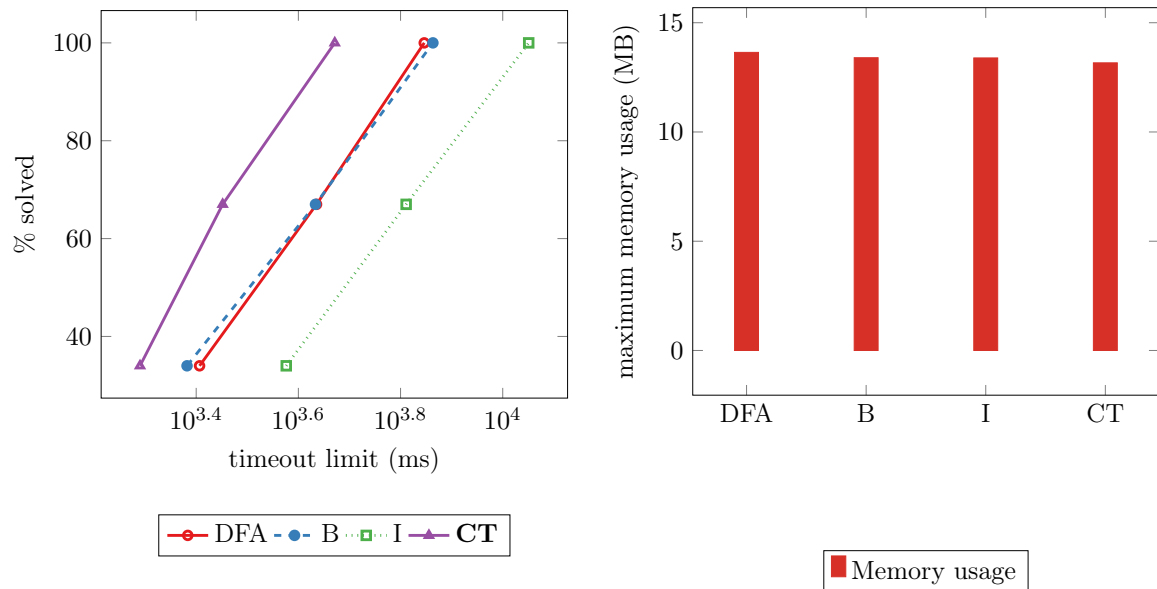 100
80
60
40
% solved
10^3.4 10^3.6 10^3.8 10^4
timeout limit (ms)
DFA B I CT
15
10
5
0
maximum memory usage (MB)
DFA B I CT
Memory usage